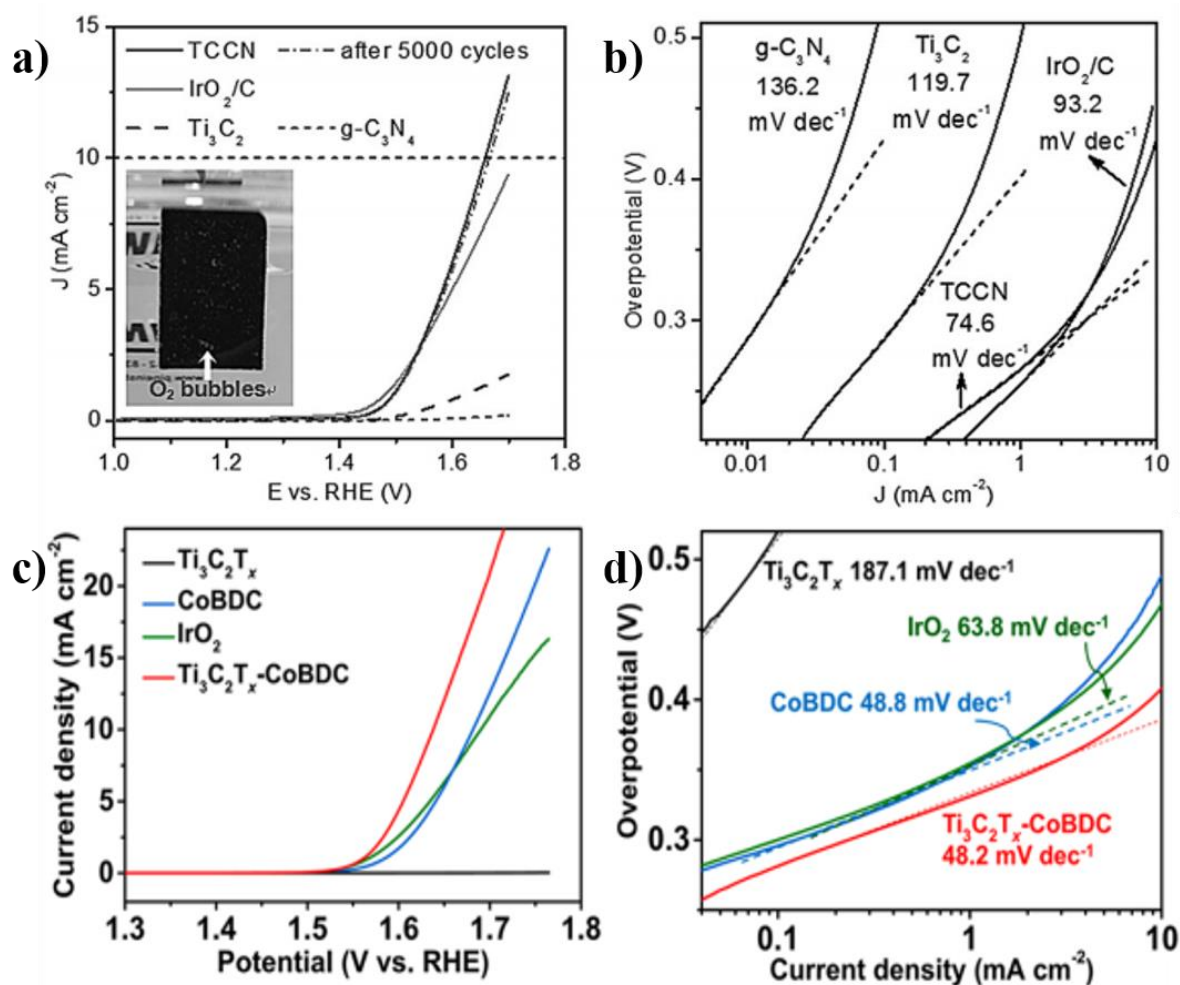 a)
15
10
5
0
J (mA cm⁻²)
TCCN
after 5000 cycles
IrO₂/C
Ti₃C₂
g-C₃N₄
O₂ bubbles
1.0
1.2
1.4
1.6
1.8
E vs. RHE (V)
b)
0.5
0.4
0.3
Overpotential (V)
g-C₃N₄
136.2
mV dec⁻¹
Ti₃C₂
119.7
mV dec⁻¹
IrO₂/C
93.2
mV dec⁻¹
TCCN
74.6
mV dec⁻¹
0.01
0.1
1
10
J (mA cm⁻²)
c)
20
15
10
5
0
Current density (mA cm⁻²)
Ti₃C₂Tₓ
CoBDC
IrO₂
Ti₃C₂Tₓ-CoBDC
1.3
1.4
1.5
1.6
1.7
1.8
Potential (V vs. RHE)
d)
0.5
0.4
0.3
Overpotential (V)
Ti₃C₂Tₓ 187.1 mV dec⁻¹
IrO₂ 63.8 mV dec⁻¹
CoBDC 48.8 mV dec⁻¹
Ti₃C₂Tₓ-CoBDC
48.2 mV dec⁻¹
0.1
1
10
Current density (mA cm⁻²)